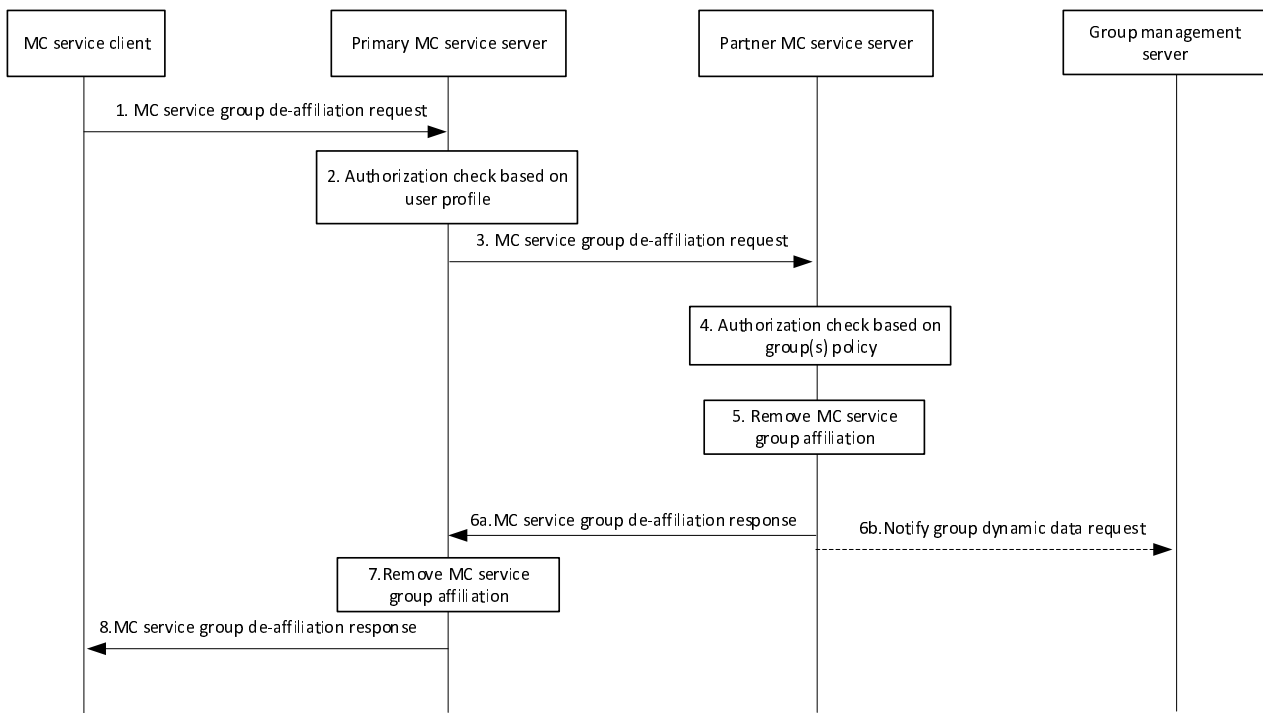 MC service client
Primary MC service server
Partner MC service server
Group management
server
1. MC service group de-affiliation request
2. Authorization check based on
user profile
3. MC service group de-affiliation request
4. Authorization check based on
group(s) policy
5. Remove MC service
group affiliation
6a.MC service group de-affiliation response
6b.Notify group dynamic data request
7.Remove MC service
group affiliation
8.MC service group de-affiliation response